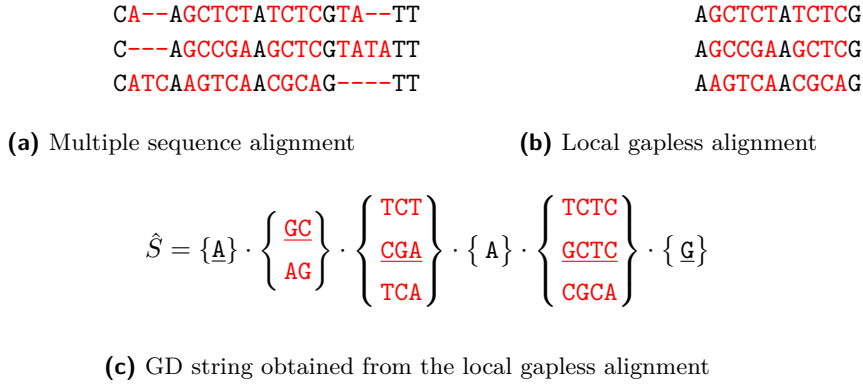 CA--AGCTCTATCTCGTA--TT
C---AGCCGAAGCTCGTATATT
CATCAAGTCAACGCAG----TT
(a) Multiple sequence alignment
AGCTCTATCTCG
AGCCGAAGCTCG
AAGTCAACGCAG
(b) Local gapless alignment
Ŝ = {A} · {GC AG} · {TCT CGA TCA} · {A} · {TCTC GCTC CGCA} · {G}
(c) GD string obtained from the local gapless alignment